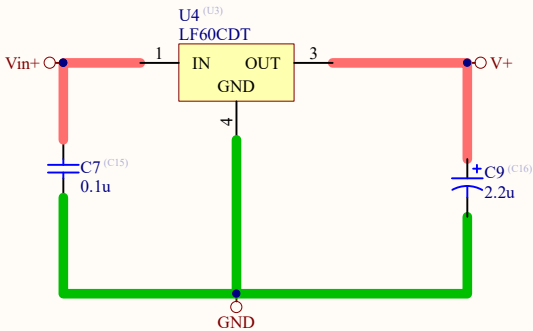 U4 (U3)
LF60CDT
Vin+
1
IN
OUT
3
V+
GND
4
C7 (C15)
0.1u
+
C9 (C16)
2.2u
GND